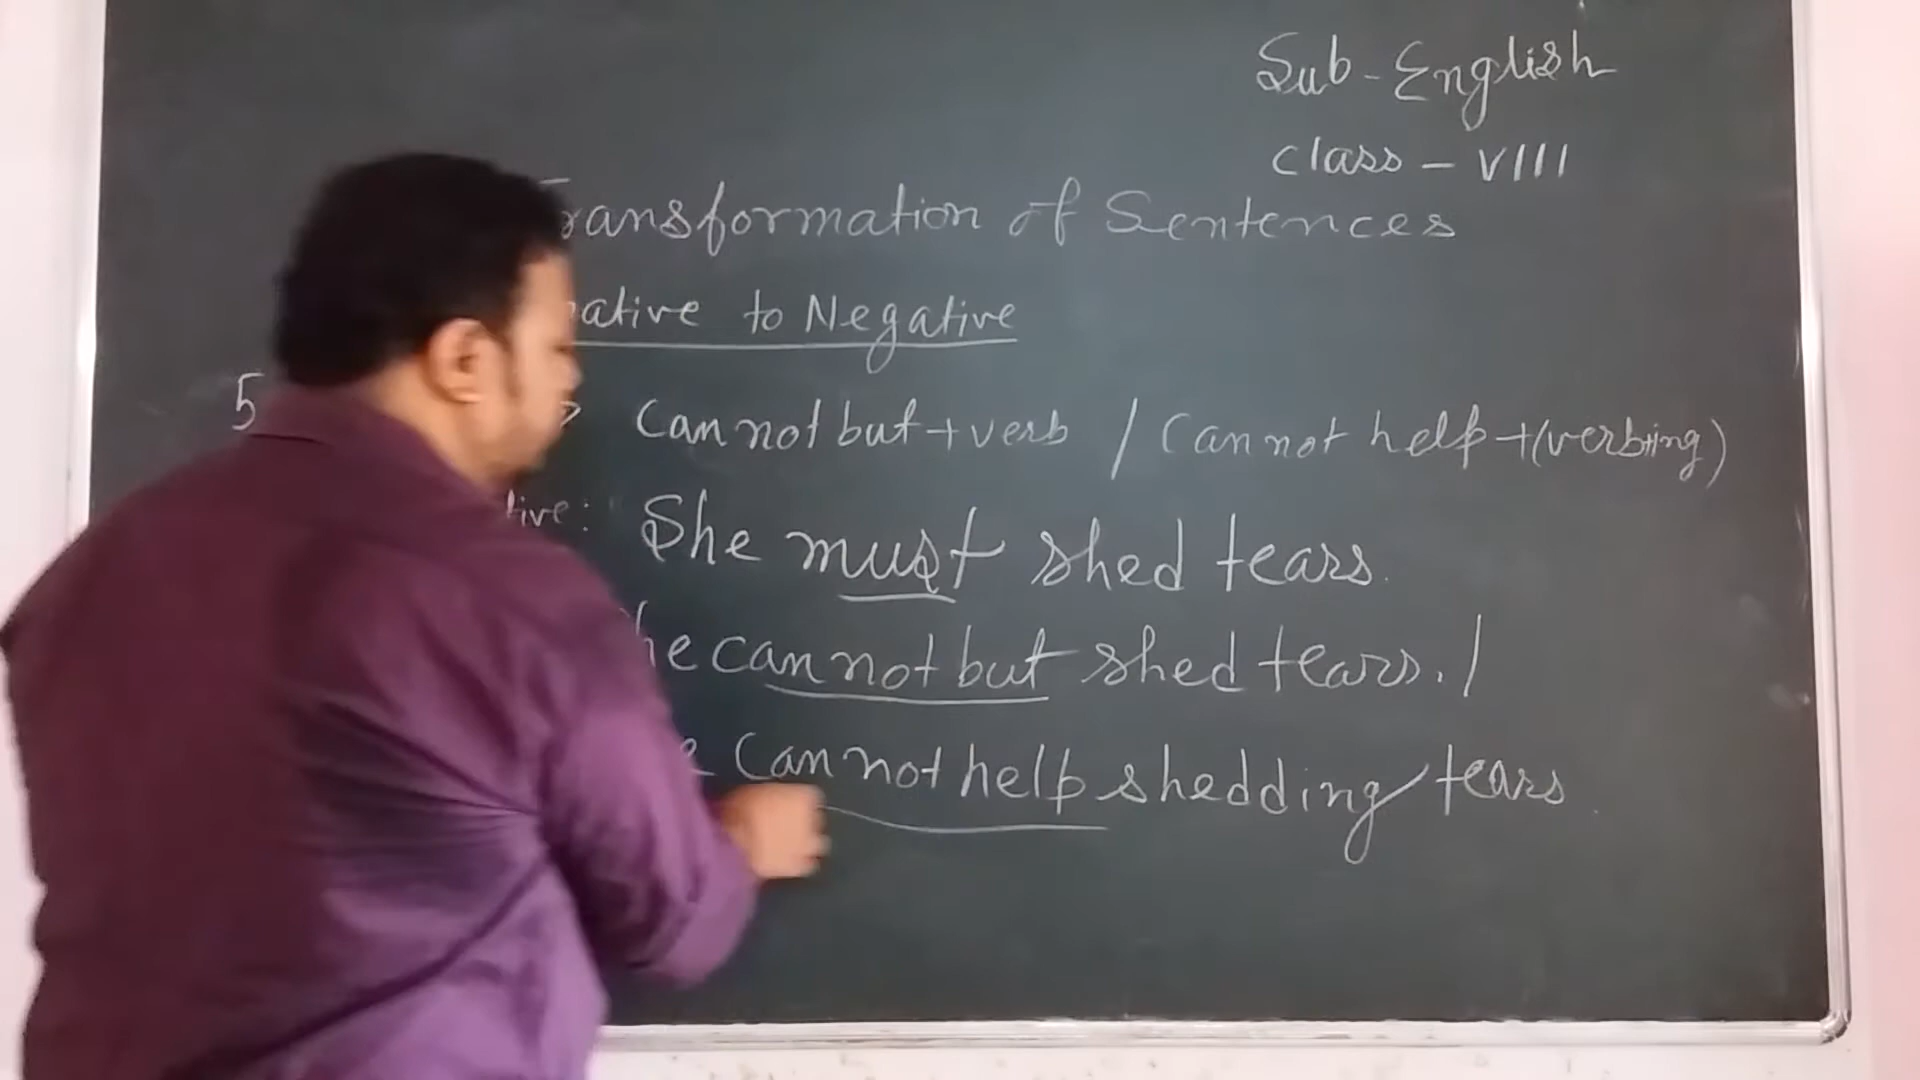 Sub-English
class - VIII
Transformation of Sentences
ative to Negative
5 cannot but + verb / Cannot help + (verb+ing)
tive: She must shed tears.
he cannot but shed tears. /
e cannot help shedding tears.